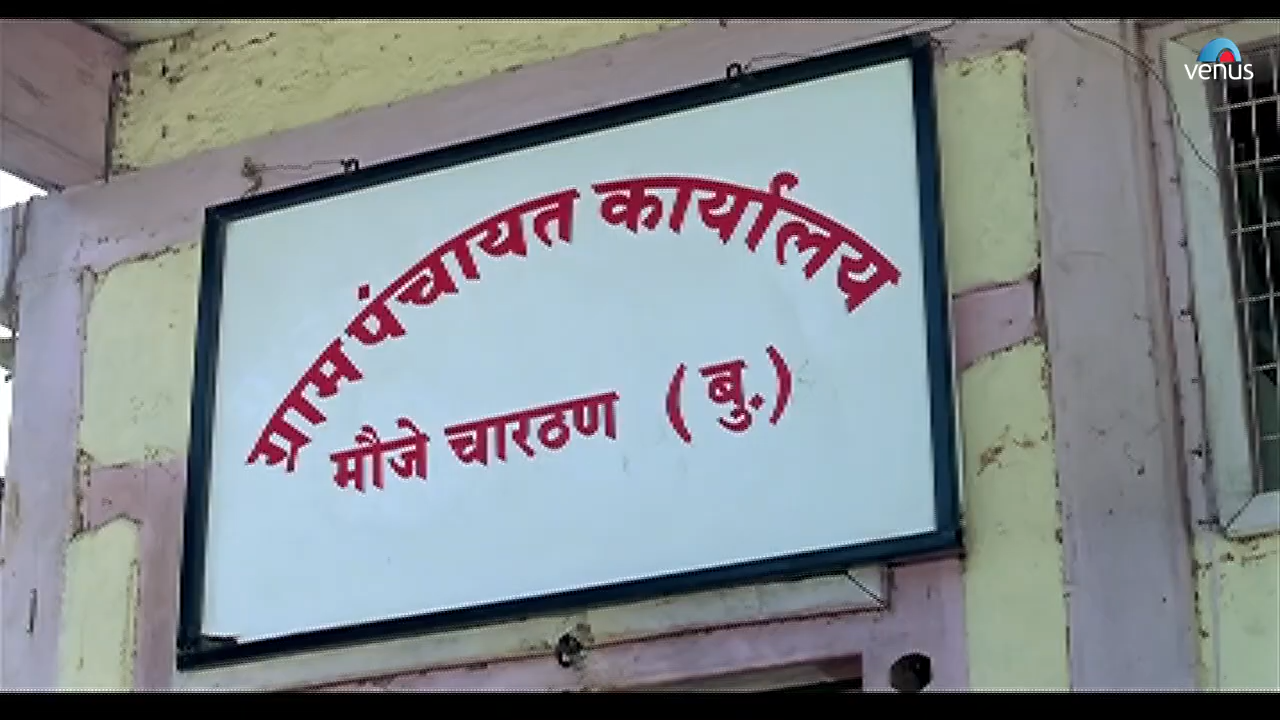 venus
ग्रामपंचायत कार्यालय
मौजे चारठण (बु.)